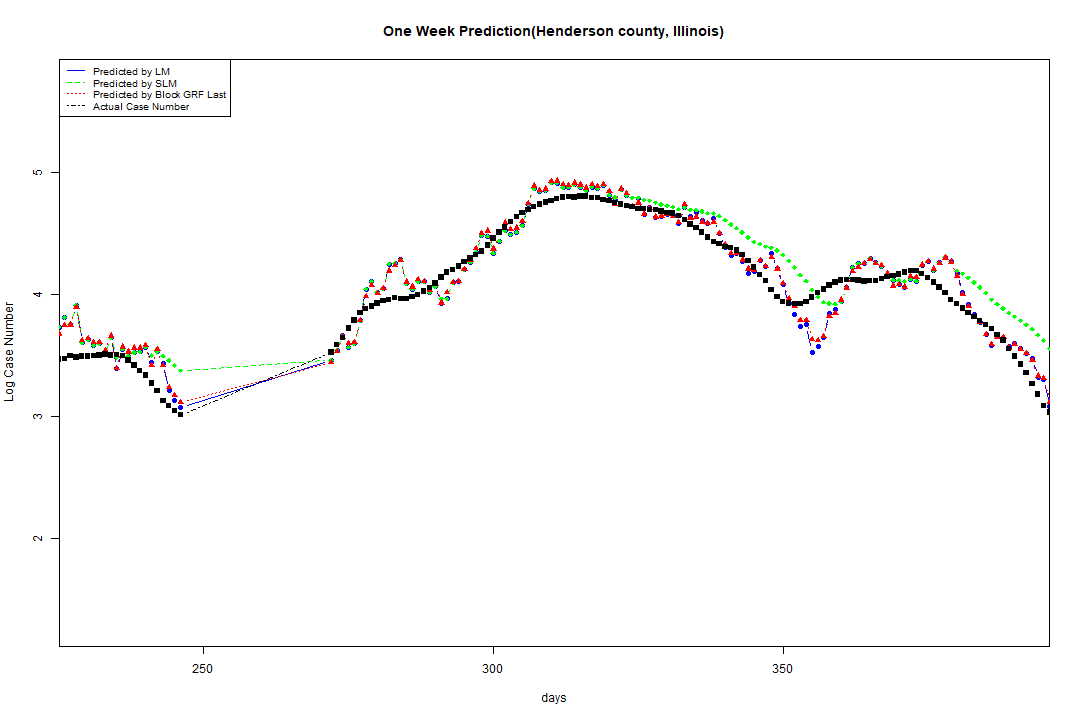 One Week Prediction(Henderson county, Illinois)
Predicted by LM
Predicted by SLM
Predicted by Block GRF Last
Actual Case Number
5
4
3
2
Log Case Number
250
300
350
days